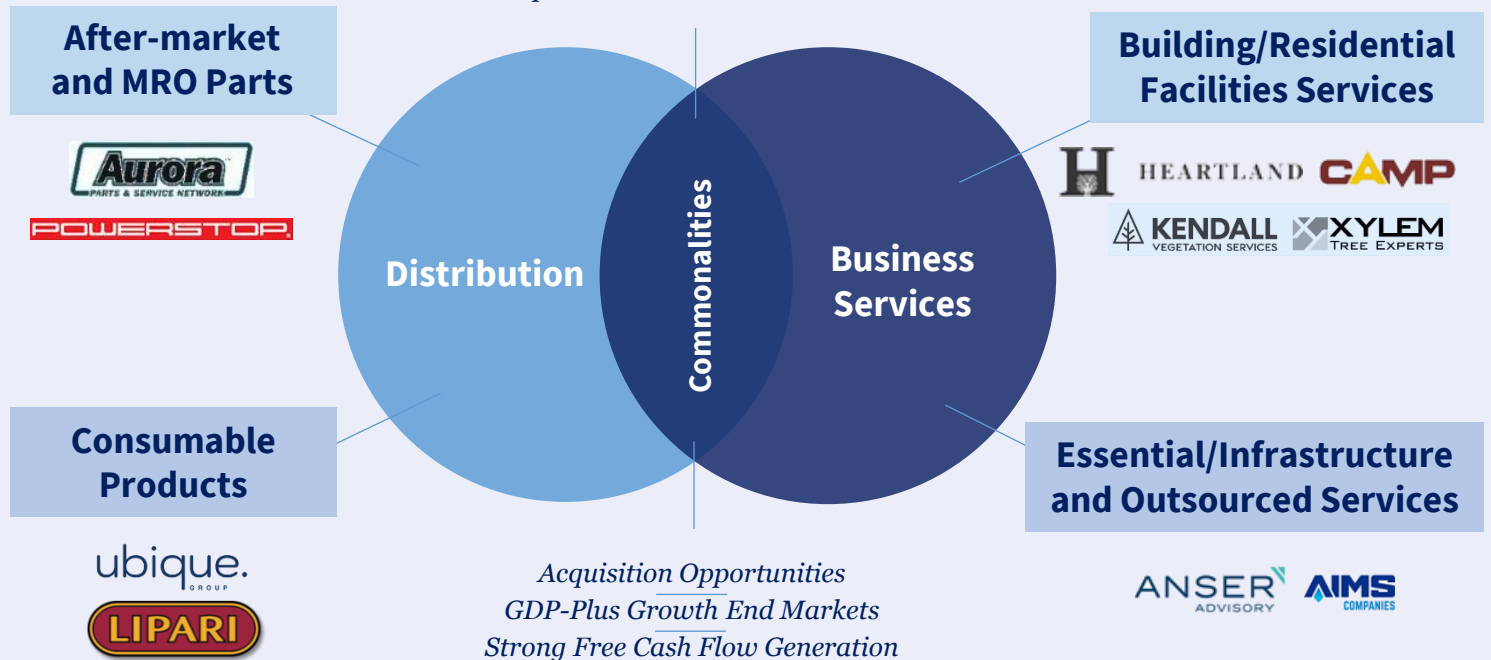 After-market
and MRO Parts
Aurora
PARTS & SERVICE NETWORK
POWERSTOP
Distribution
Commonalities
Business
Services
Building/Residential
Facilities Services
H HEARTLAND
CAMP
KENDALL
VEGETATION SERVICES
XYLEM
TREE EXPERTS
Consumable
Products
ubique.
GROUP
LIPARI
Acquisition Opportunities
GDP-Plus Growth End Markets
Strong Free Cash Flow Generation
Essential/Infrastructure
and Outsourced Services
ANSER
ADVISORY
AIMS
COMPANIES